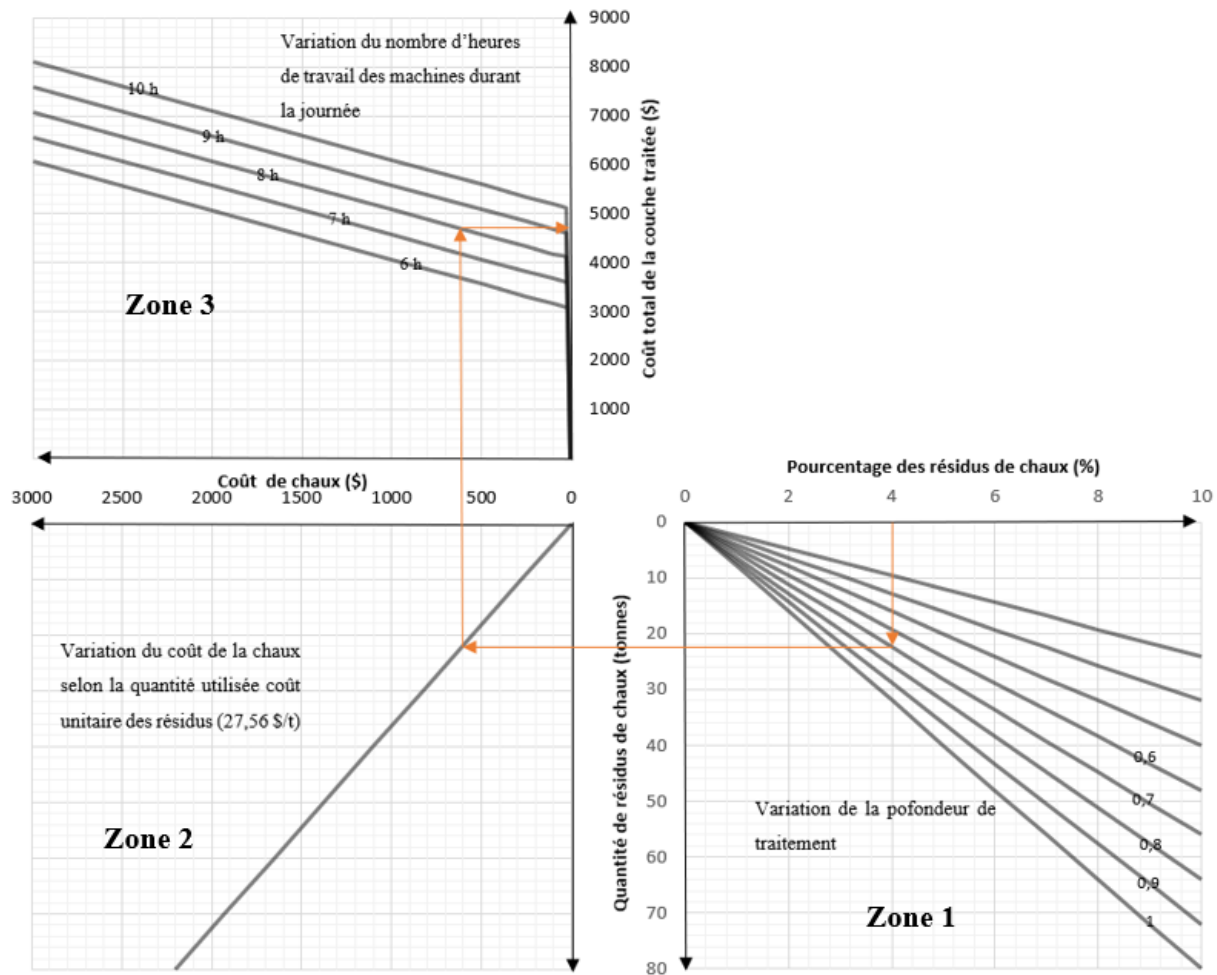 9000
Variation du nombre d’heures
de travail des machines durant
la journée
8000
7000
6000
5000
4000
3000
2000
1000
Coût total de la couche traitée ($)
10 h
9 h
8 h
7 h
6 h
Zone 3
Coût de chaux ($)
3000 2500 2000 1500 1000 500 0
Pourcentage des résidus de chaux (%)
0 2 4 6 8 10
0
10
20
30
40
50
60
70
80
Quantité de résidus de chaux (tonnes)
Variation du coût de la chaux
selon la quantité utilisée coût
unitaire des résidus (27,56 $/t)
Zone 2
0,6
0,7
0,8
0,9
1
Variation de la pofondeur de
traitement
Zone 1